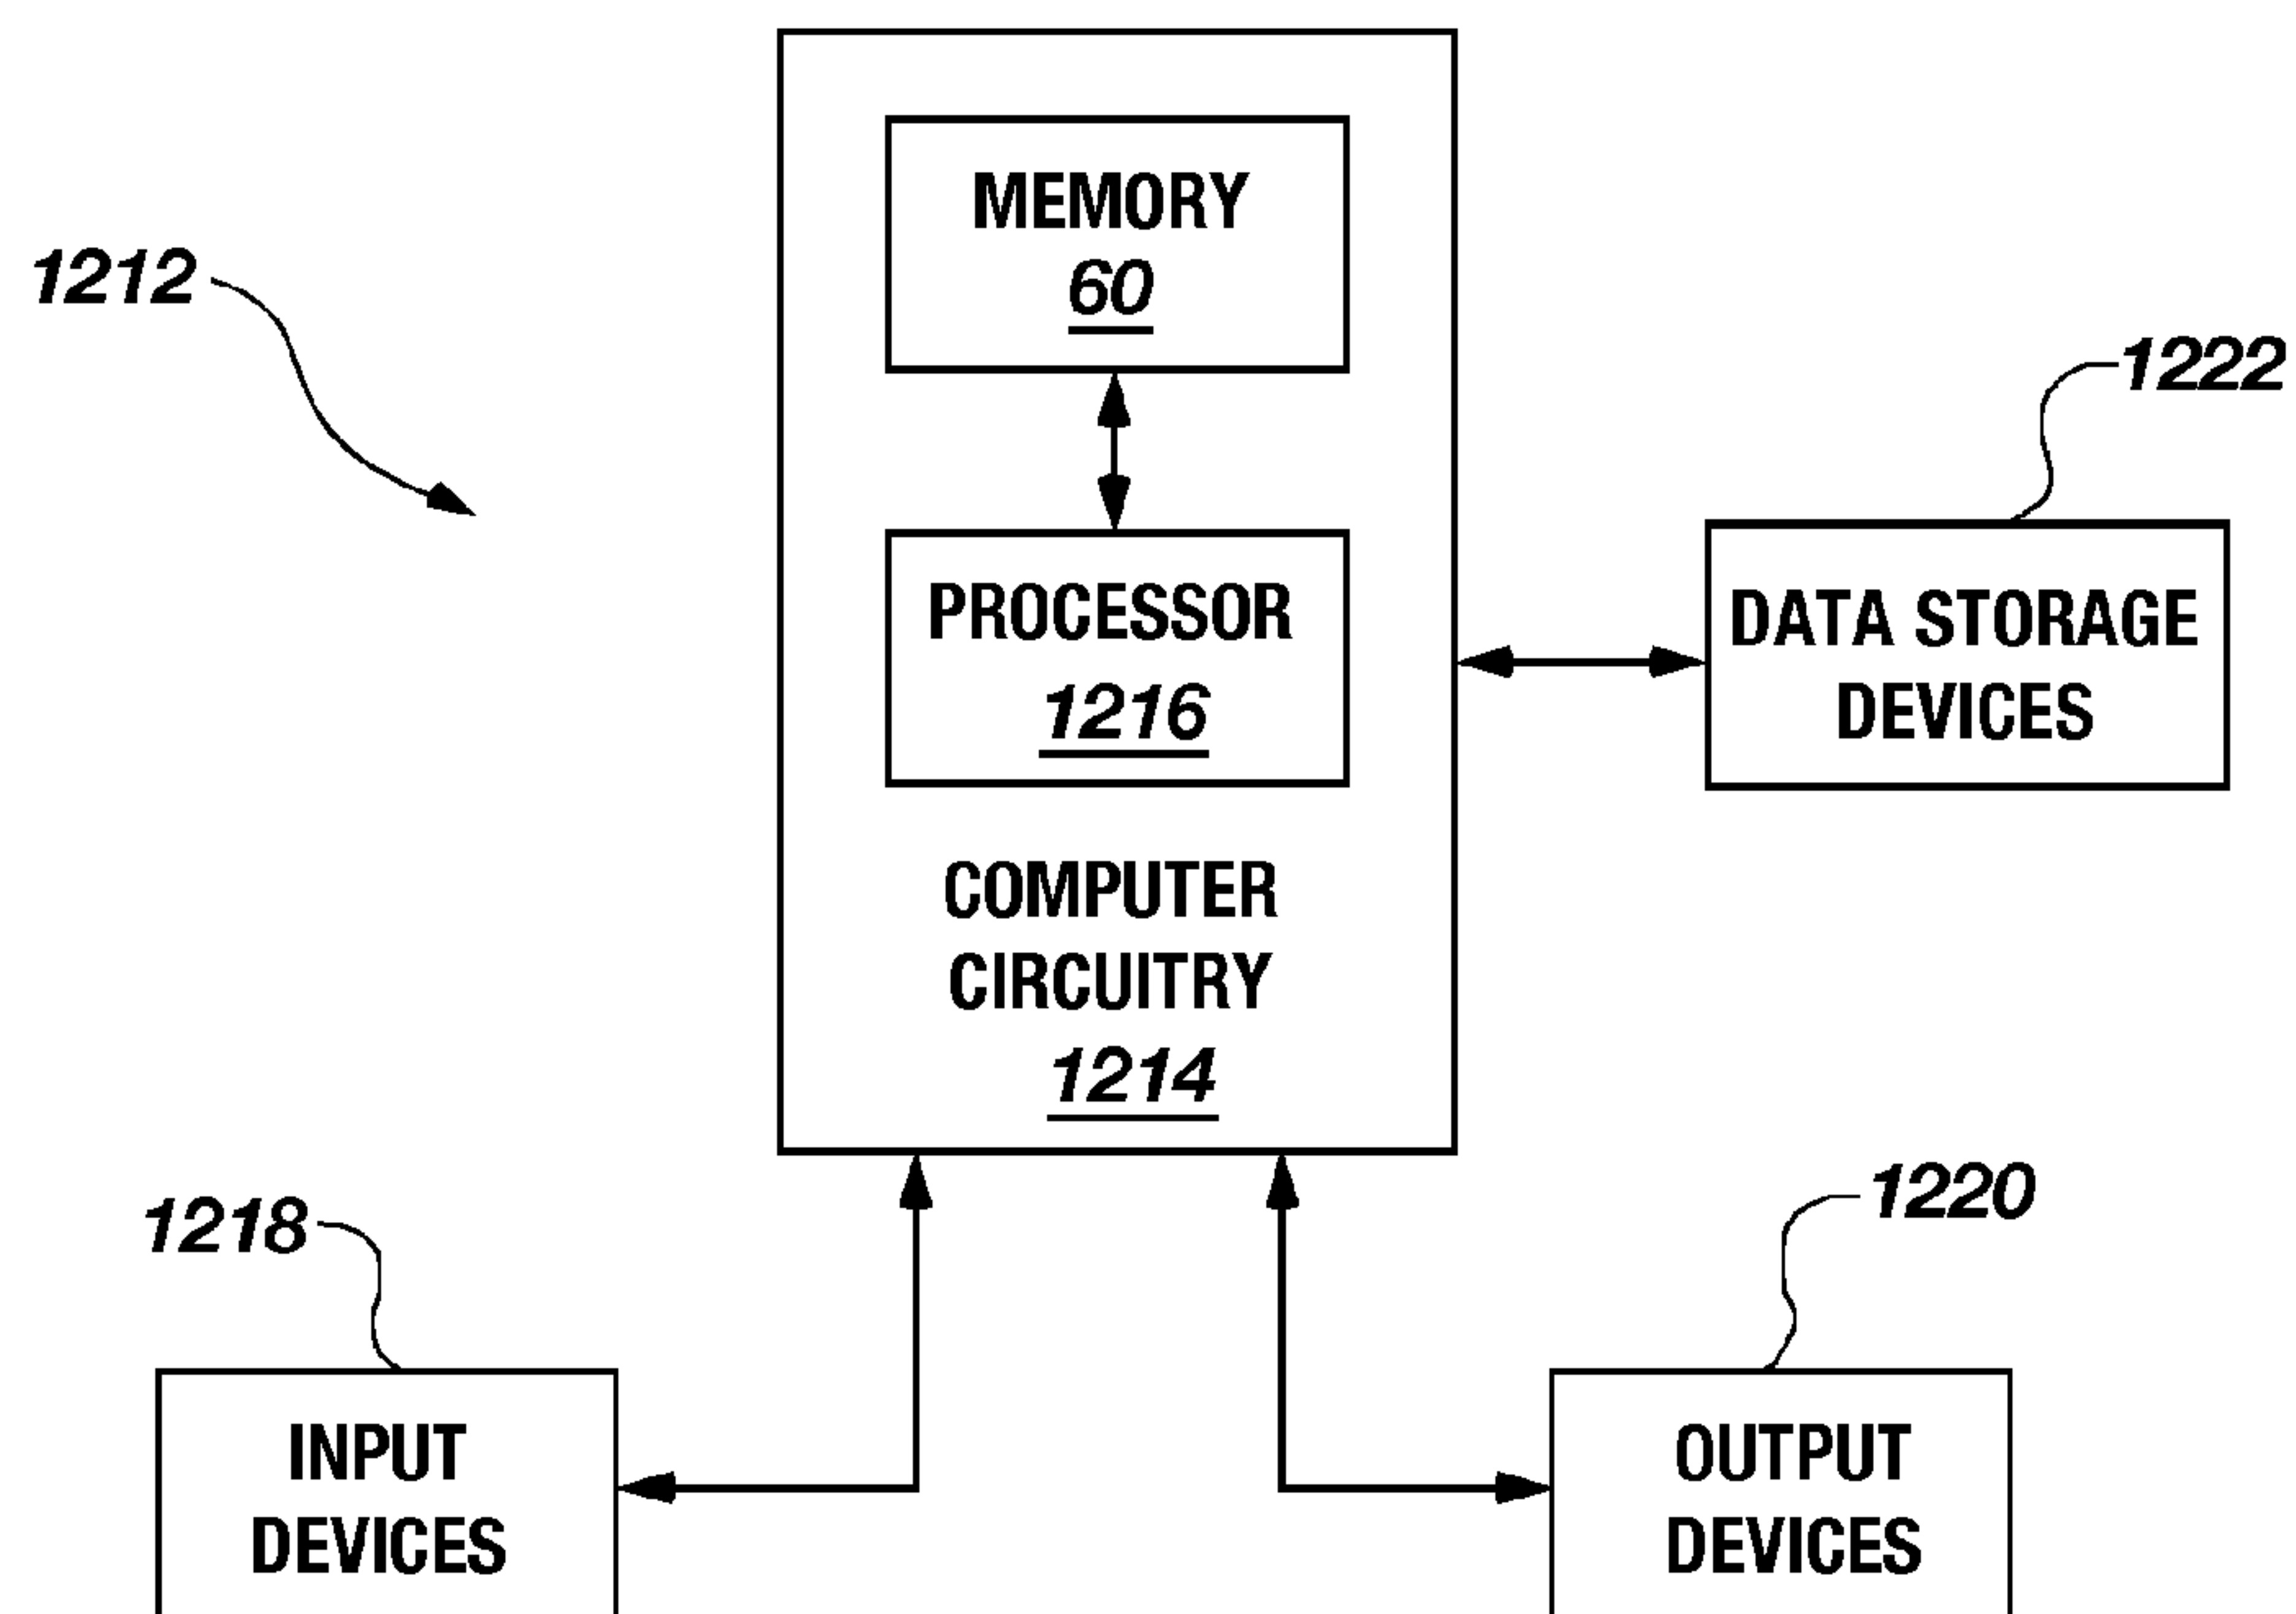 MEMORY
60
1212
1222
PROCESSOR
1216
DATA STORAGE
DEVICES
COMPUTER
CIRCUITRY
1214
1218
1220
INPUT
DEVICES
OUTPUT
DEVICES